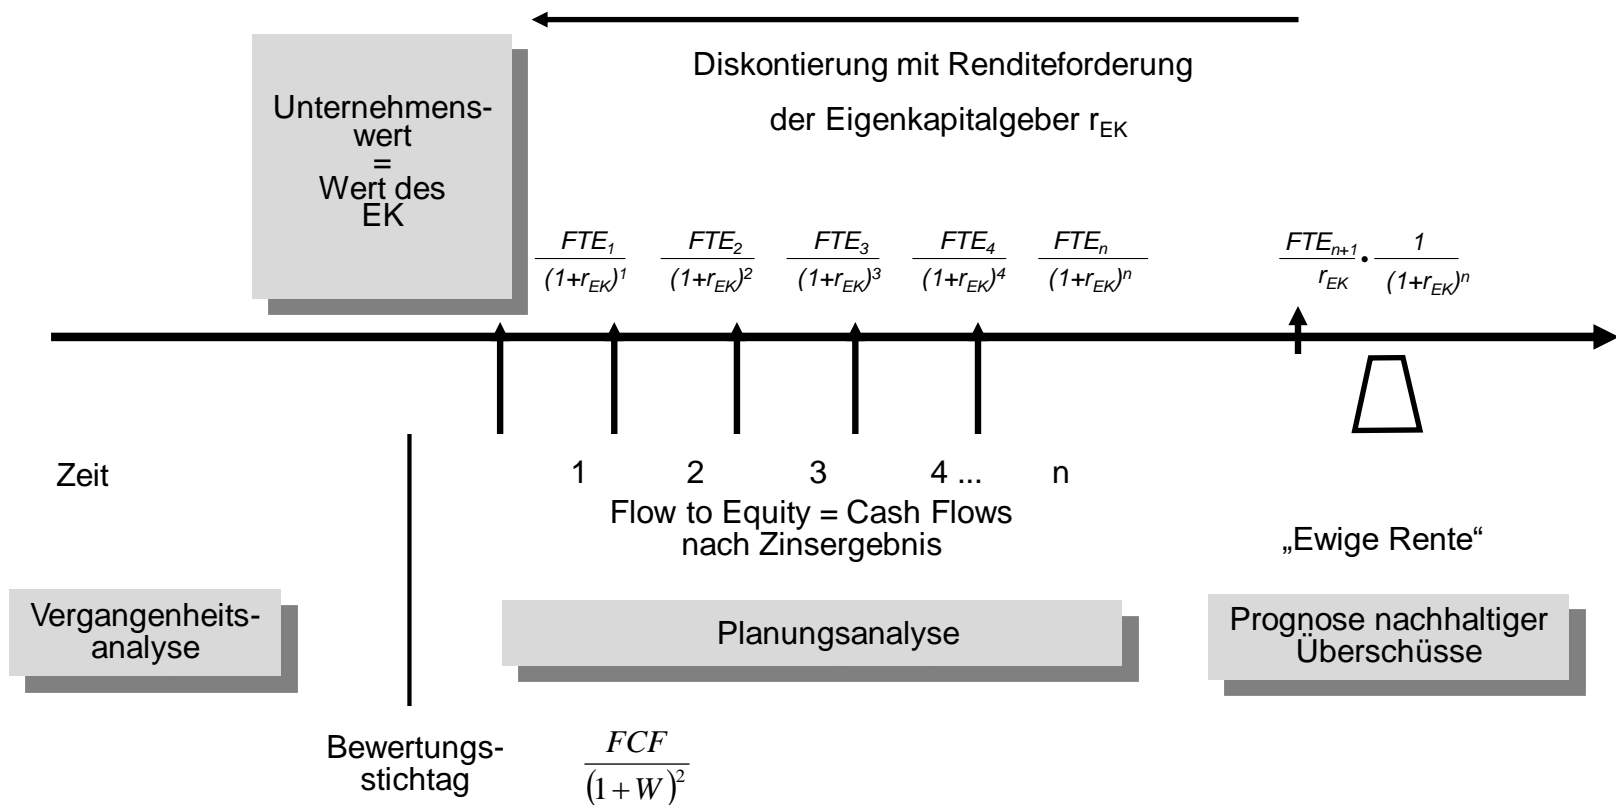 Diskontierung mit Renditeforderung
der Eigenkapitalgeber r_EK
Unternehmens-
wert
=
Wert des
EK
FTE_1/(1+r_EK)^1 FTE_2/(1+r_EK)^2 FTE_3/(1+r_EK)^3 FTE_4/(1+r_EK)^4 FTE_n/(1+r_EK)^n FTE_{n+1}/r_EK • 1/(1+r_EK)^n
Zeit 1 2 3 4 ... n
Flow to Equity = Cash Flows
nach Zinsergebnis
„Ewige Rente“
Vergangenheits-
analyse
Planungsanalyse
Prognose nachhaltiger
Überschüsse
Bewertungs-
stichtag
FCF/(1+W)^2